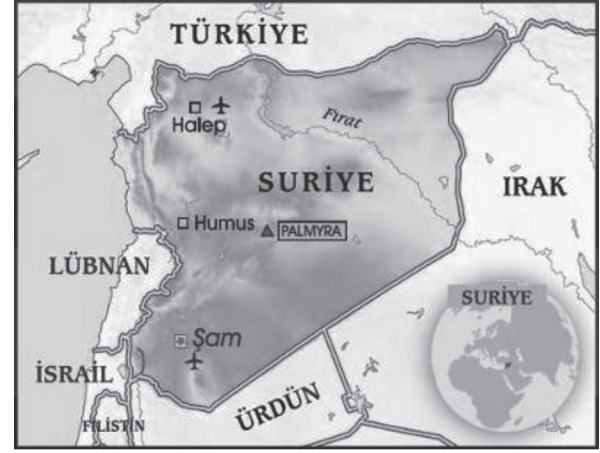 TÜRKİYE
Halep
Fırat
SURİYE
IRAK
Humus
PALMYRA
LÜBNAN
SURİYE
Şam
İSRAİL
ÜRDÜN
FİLİSTİN